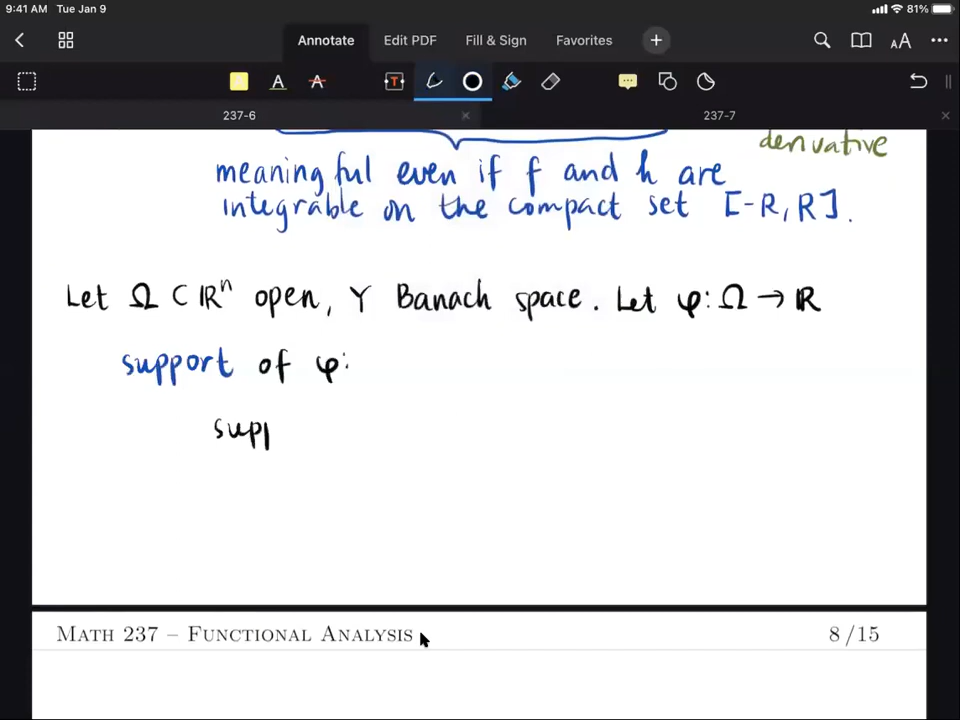 9:41 AM Tue Jan 9 81%
Annotate Edit PDF Fill & Sign Favorites
237-6 237-7
derivative
meaningful even if f and h are
integrable on the compact set [-R, R].
Let Ω ⊂ ℝⁿ open, Y Banach space. Let φ: Ω → ℝ
support of φ:
supp
MATH 237 – FUNCTIONAL ANALYSIS 8 / 15